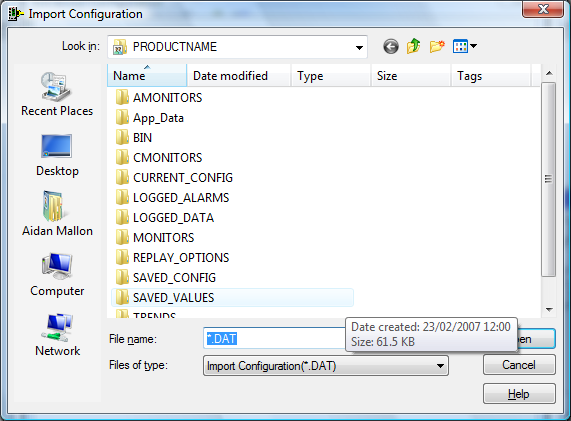 Import Configuration
Look in: PRODUCTNAME
Name Date modified Type Size Tags
AMONITORS
App_Data
BIN
CMONITORS
CURRENT_CONFIG
LOGGED_ALARMS
LOGGED_DATA
MONITORS
REPLAY_OPTIONS
SAVED_CONFIG
SAVED_VALUES
TRENDS
Recent Places
Desktop
Aidan Mallon
Computer
Network
Date created: 23/02/2007 12:00
Size: 61.5 KB
File name: *.DAT
Files of type: Import Configuration(*.DAT)
Cancel
Help